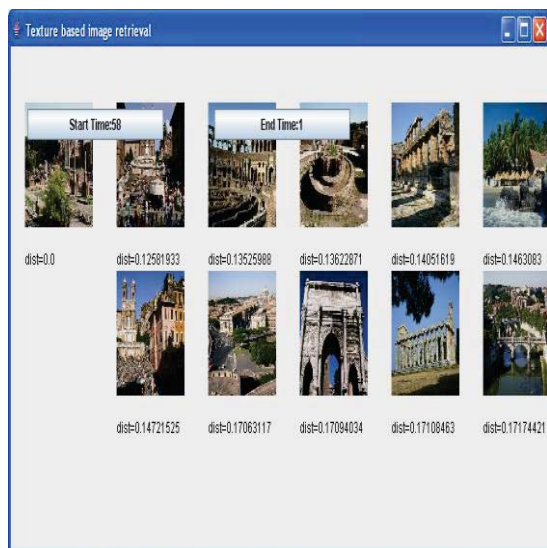 Texture based image retrieval
Start Time:58
End Time:1
dist=0.0
dist=0.12581933
dist=0.13525988
dist=0.13622871
dist=0.14051619
dist=0.1463083
dist=0.14721525
dist=0.17063117
dist=0.17094034
dist=0.17108463
dist=0.17174421